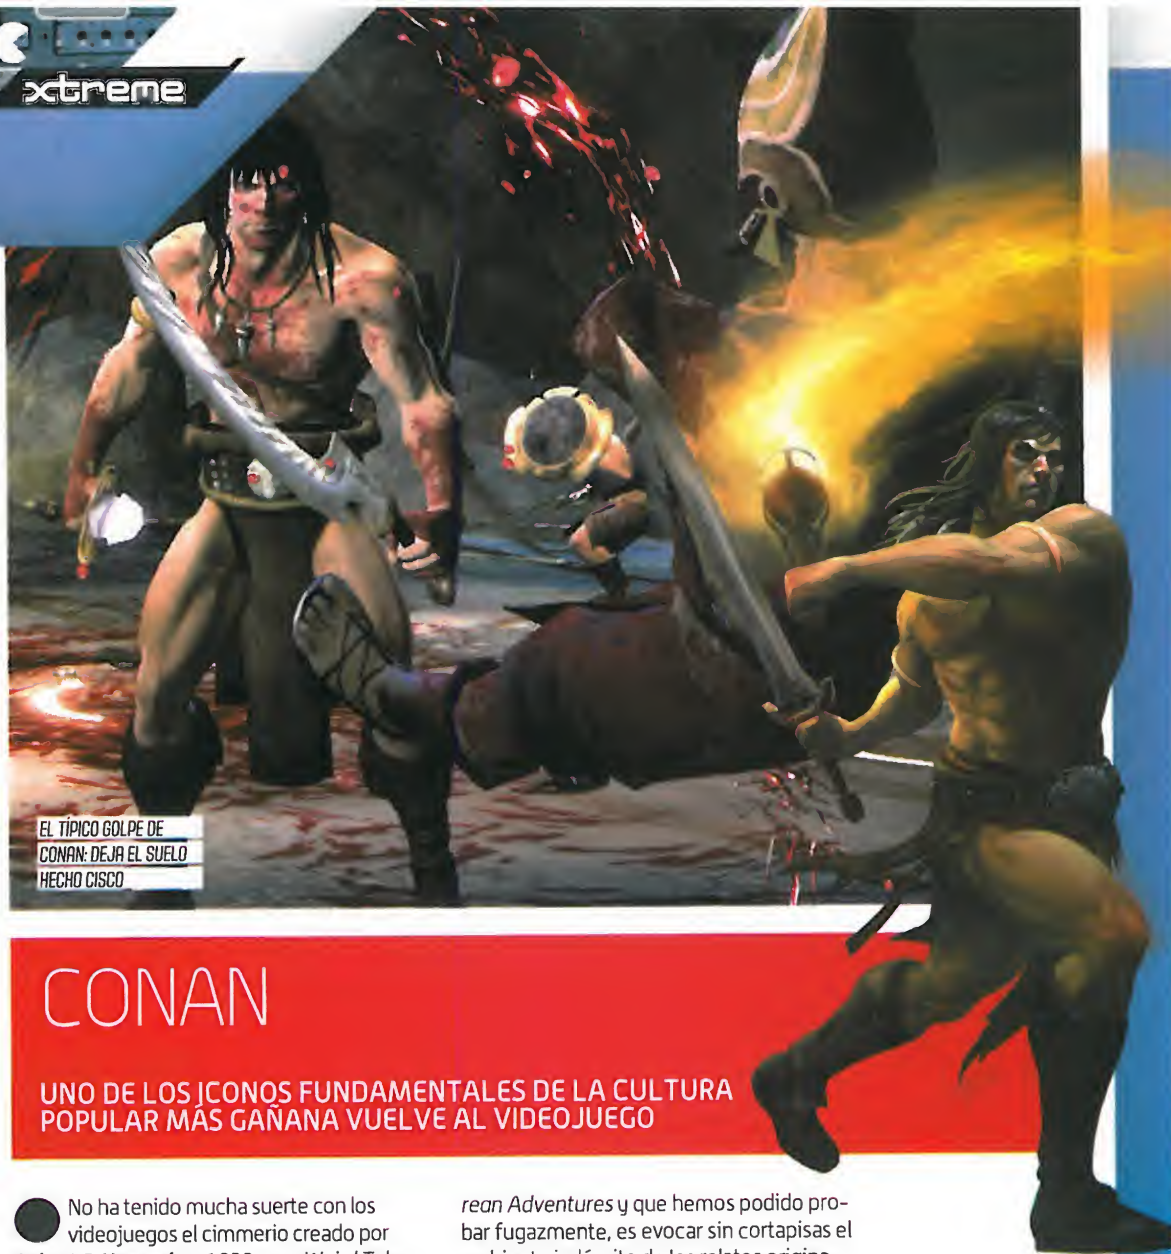 xtreme
EL TÍPICO GOLPE DE
CONAN: DEJA EL SUELO
HECHO CISCO
CONAN
UNO DE LOS ICONOS FUNDAMENTALES DE LA CULTURA
POPULAR MÁS GAÑANA VUELVE AL VIDEOJUEGO
No ha tenido mucha suerte con los
videojuegos el cimmerio creado por
rean Adventures y que hemos podido pro-
bar fugazmente, es evocar sin cortapisas el